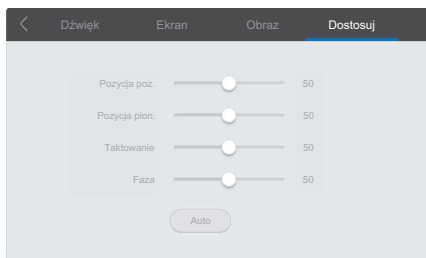 Dźwięk Ekran Obraz Dostosuj
Pozycja poz. 50
Pozycja pion. 50
Taktowanie 50
Faza 50
Auto